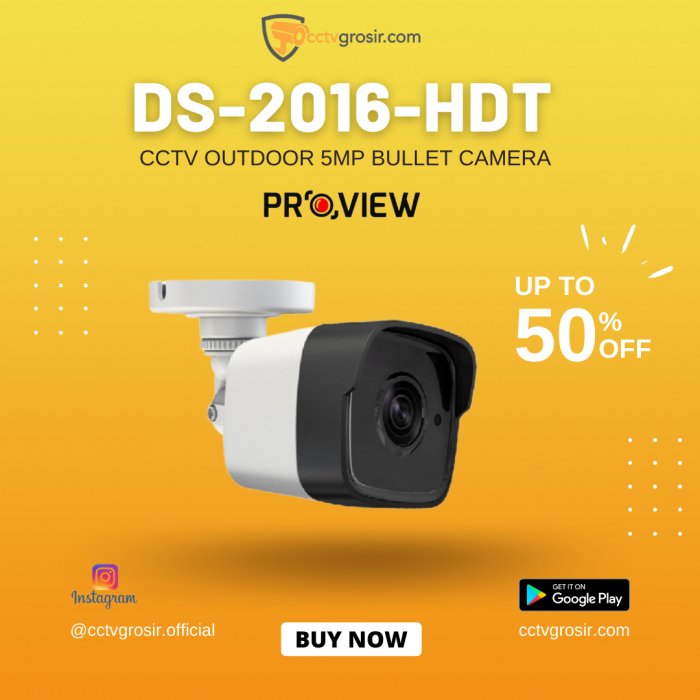 cctvgrosir.com
DS-2016-HDT
CCTV OUTDOOR 5MP BULLET CAMERA
PROVIEW
UP TO
50% OFF
Instagram
@cctvgrosir.official
BUY NOW
GET IT ON
Google Play
cctvgrosir.com